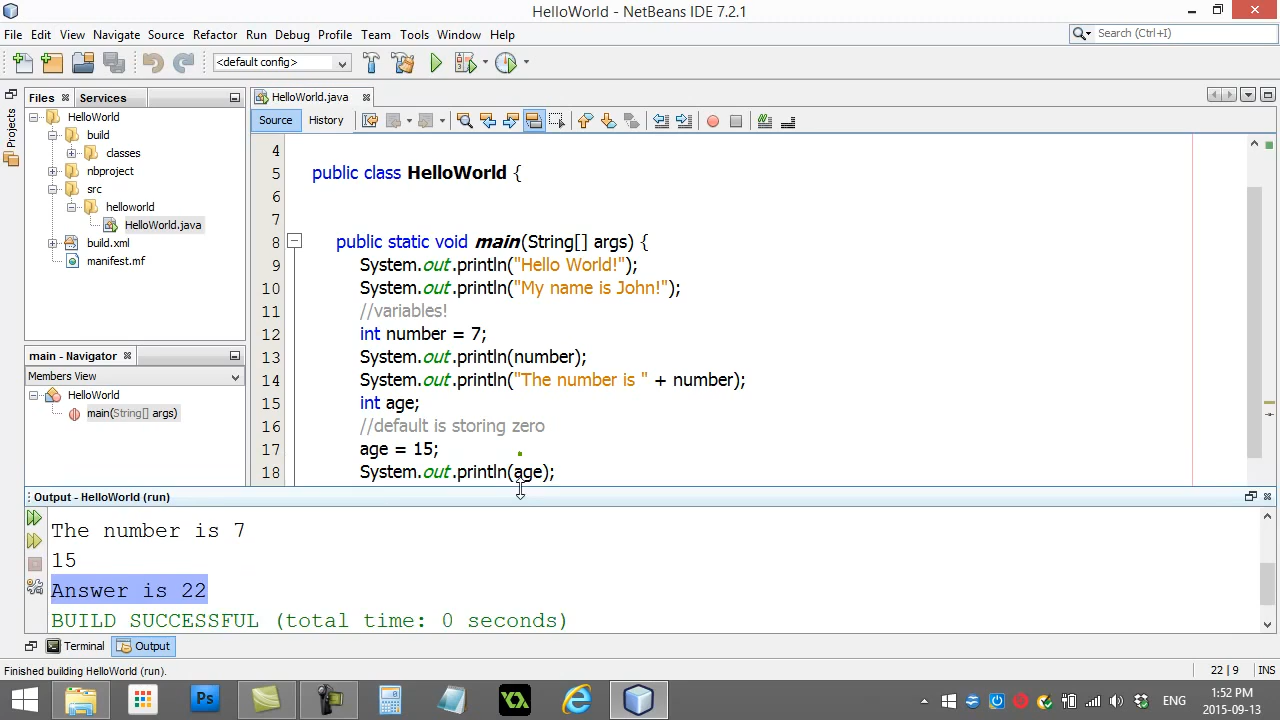 HelloWorld - NetBeans IDE 7.2.1
File Edit View Navigate Source Refactor Run Debug Profile Team Tools Window Help
Search (Ctrl+I)
<default config>
Projects
Files
Services
HelloWorld
build
classes
nbproject
src
helloworld
HelloWorld.java
build.xml
manifest.mf
main - Navigator
Members View
HelloWorld
main(String[] args)
HelloWorld.java
Source
History
4
5 public class HelloWorld {
6
7
8 public static void main(String[] args) {
9 System.out.println("Hello World!");
10 System.out.println("My name is John!");
11 //variables!
12 int number = 7;
13 System.out.println(number);
14 System.out.println("The number is " + number);
15 int age;
16 //default is storing zero
17 age = 15;
18 System.out.println(age);
Output - HelloWorld (run)
The number is 7
15
Answer is 22
BUILD SUCCESSFUL (total time: 0 seconds)
Terminal
Output
Finished building HelloWorld (run).
22 | 9 INS
Ps
ENG
1:52 PM
2015-09-13